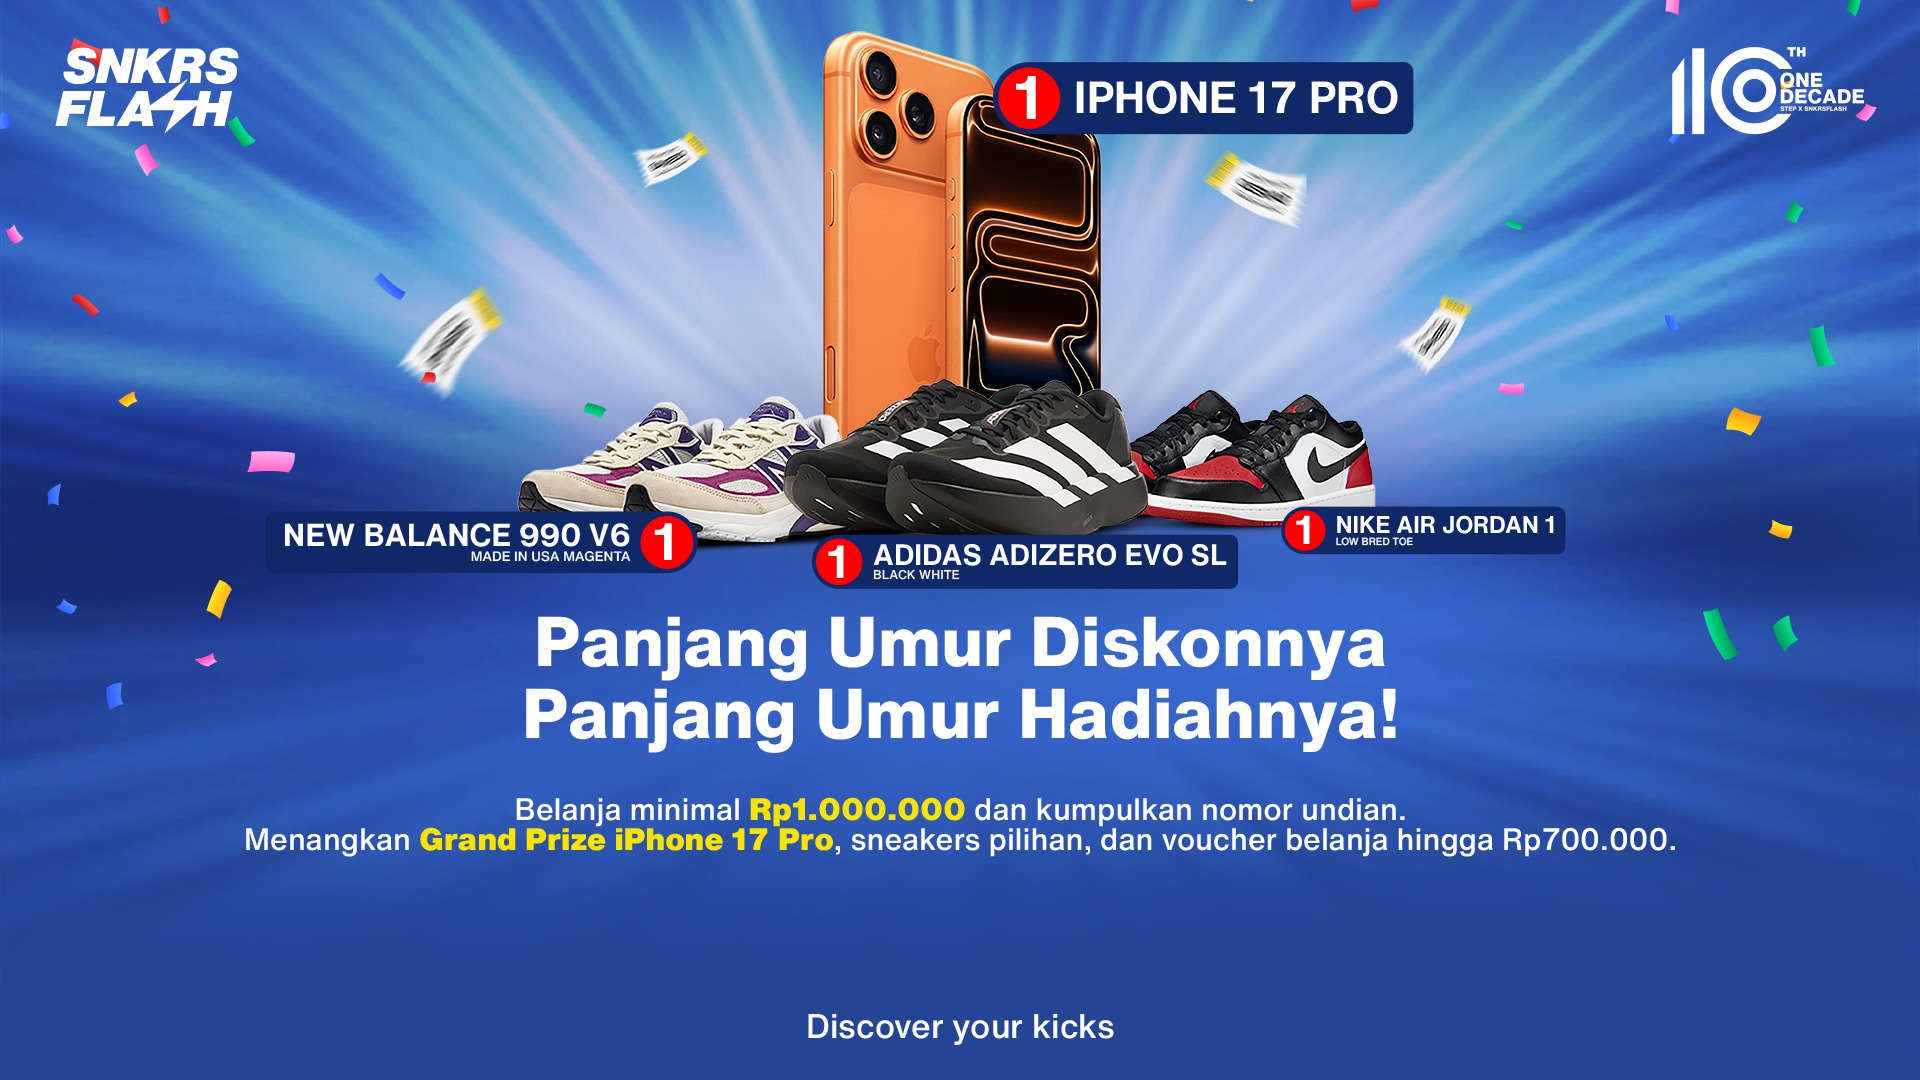 SNKRS
FLASH
10TH
ONE
DECADE
STEP X SNKRSFLASH
1 IPHONE 17 PRO
NEW BALANCE 990 V6 1
MADE IN USA MAGENTA
1 ADIDAS ADIZERO EVO SL
BLACK WHITE
1 NIKE AIR JORDAN 1
LOW BRED TOE
Panjang Umur Diskonnya
Panjang Umur Hadiahnya!
Belanja minimal Rp1.000.000 dan kumpulkan nomor undian.
Menangkan Grand Prize iPhone 17 Pro, sneakers pilihan, dan voucher belanja hingga Rp700.000.
Discover your kicks